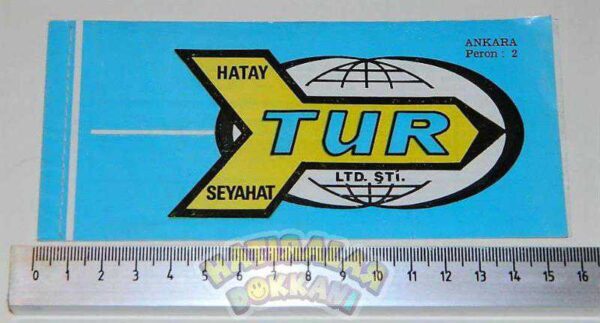 ANKARA
Peron : 2
HATAY
TUR
SEYAHAT
LTD. ŞTİ.
0 1 2 3 4 5 6 7 8 9 10 11 12 13 14 15 16
HATIRALAR
DÜKKANI